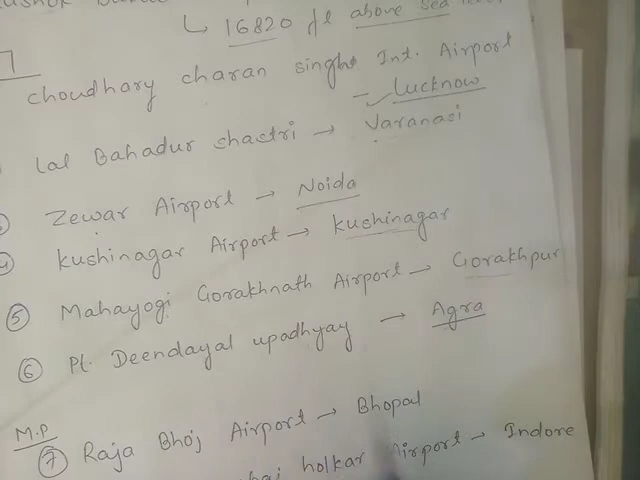 ↳ 16820 ft above sea
choudhary charan singh Int. Airport
– ✓ Lucknow
Lal Bahadur shastri → Varanasi
Zewar Airport → Noida
4 kushinagar Airport → kushinagar
5 Mahayogi Gorakhnath Airport → Gorakhpur
6 Pt. Deendayal upadhyay → Agra
M.P
7 Raja Bhoj Airport → Bhopal
holkar Airport → Indore